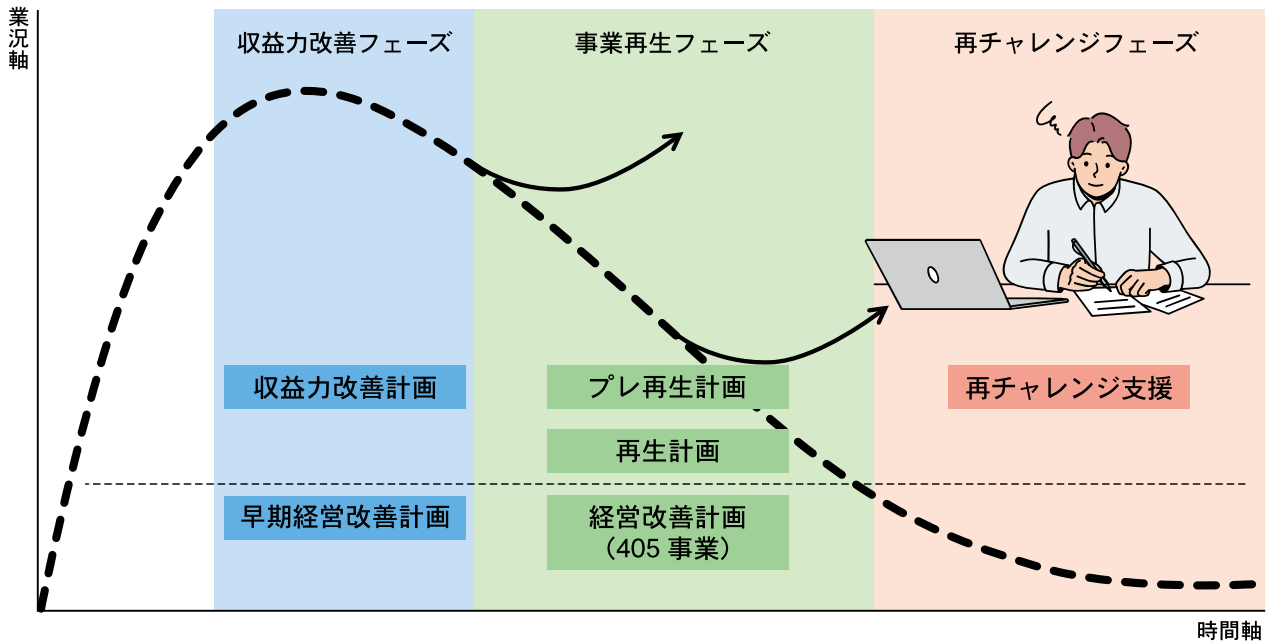 業況軸
収益力改善フェーズ
事業再生フェーズ
再チャレンジフェーズ
収益力改善計画
プレ再生計画
再チャレンジ支援
再生計画
早期経営改善計画
経営改善計画
（405 事業）
時間軸